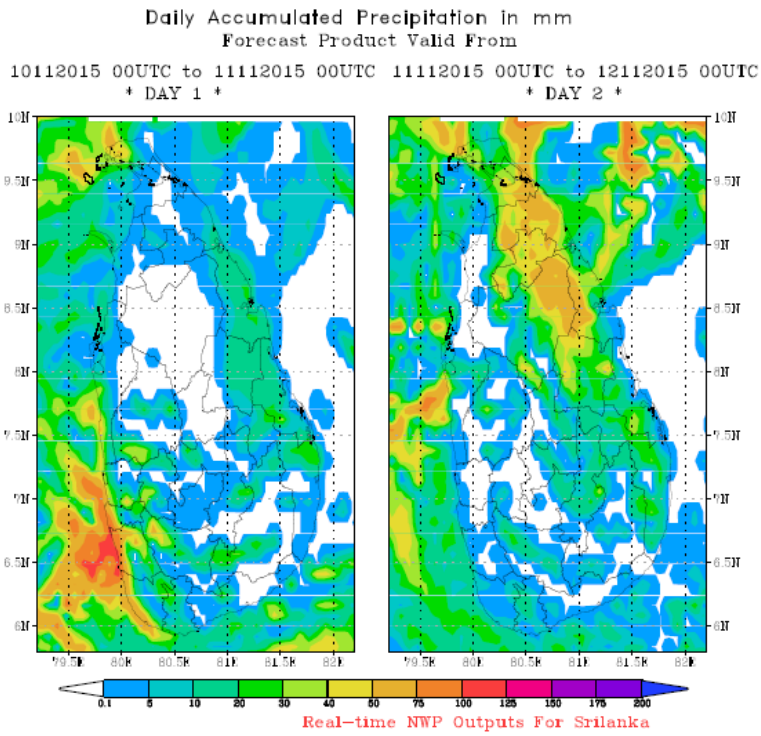 Daily Accumulated Precipitation in mm
Forecast Product Valid From
10112015 00UTC to 11112015 00UTC 11112015 00UTC to 12112015 00UTC
* DAY 1 * * DAY 2 *
10N 10N
9.5N 9.5N
9N 9N
8.5N 8.5N
8N 8N
7.5N 7.5N
7N 7N
6.5N 6.5N
6N 6N
79.5E 80E 80.5E 81E 81.5E 82E 79.5E 80E 80.5E 81E 81.5E 82E
0.1 5 10 20 30 40 50 75 100 125 150 175 200
Real-time NWP Outputs For Srilanka